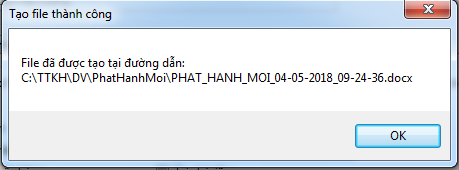 Tạo file thành công
File đã được tạo tại đường dẫn:
C:\TTKH\DV\PhatHanhMoi\PHAT_HANH_MOI_04-05-2018_09-24-36.docx
OK